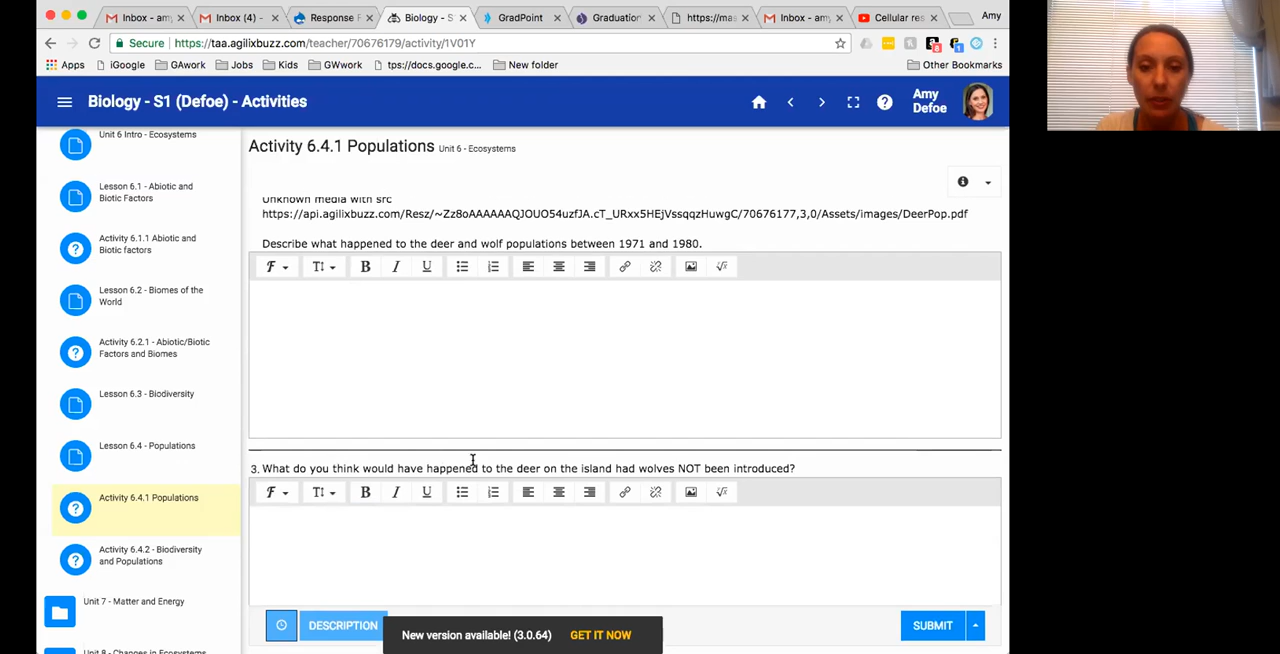 Inbox - am
Inbox (4) -
Response F
Biology - S
GradPoint
Graduation
https://mas
Inbox - am
Cellular res
Amy
Secure
https://taa.agilixbuzz.com/teacher/70676179/activity/1V01Y
Apps
iGoogle
GAwork
Jobs
Kids
GWwork
tps://docs.google.c...
New folder
Other Bookmarks
Biology - S1 (Defoe) - Activities
Amy
Defoe
Unit 6 Intro - Ecosystems
Lesson 6.1 - Abiotic and
Biotic Factors
Activity 6.1.1 Abiotic and
Biotic factors
Lesson 6.2 - Biomes of the
World
Activity 6.2.1 - Abiotic/Biotic
Factors and Biomes
Lesson 6.3 - Biodiversity
Lesson 6.4 - Populations
Activity 6.4.1 Populations
Activity 6.4.2 - Biodiversity
and Populations
Unit 7 - Matter and Energy
Unit 8 - Changes in Ecosystems
Activity 6.4.1 Populations Unit 6 - Ecosystems
Unknown media with src
https://api.agilixbuzz.com/Resz/~Zz8oAAAAAAQJOUO54uzfJA.cT_URxx5HEjVssqqzHuwgC/70676177,3,0/Assets/images/DeerPop.pdf
Describe what happened to the deer and wolf populations between 1971 and 1980.
F T B I U
3. What do you think would have happened to the deer on the island had wolves NOT been introduced?
F T B I U
DESCRIPTION
New version available! (3.0.64) GET IT NOW
SUBMIT